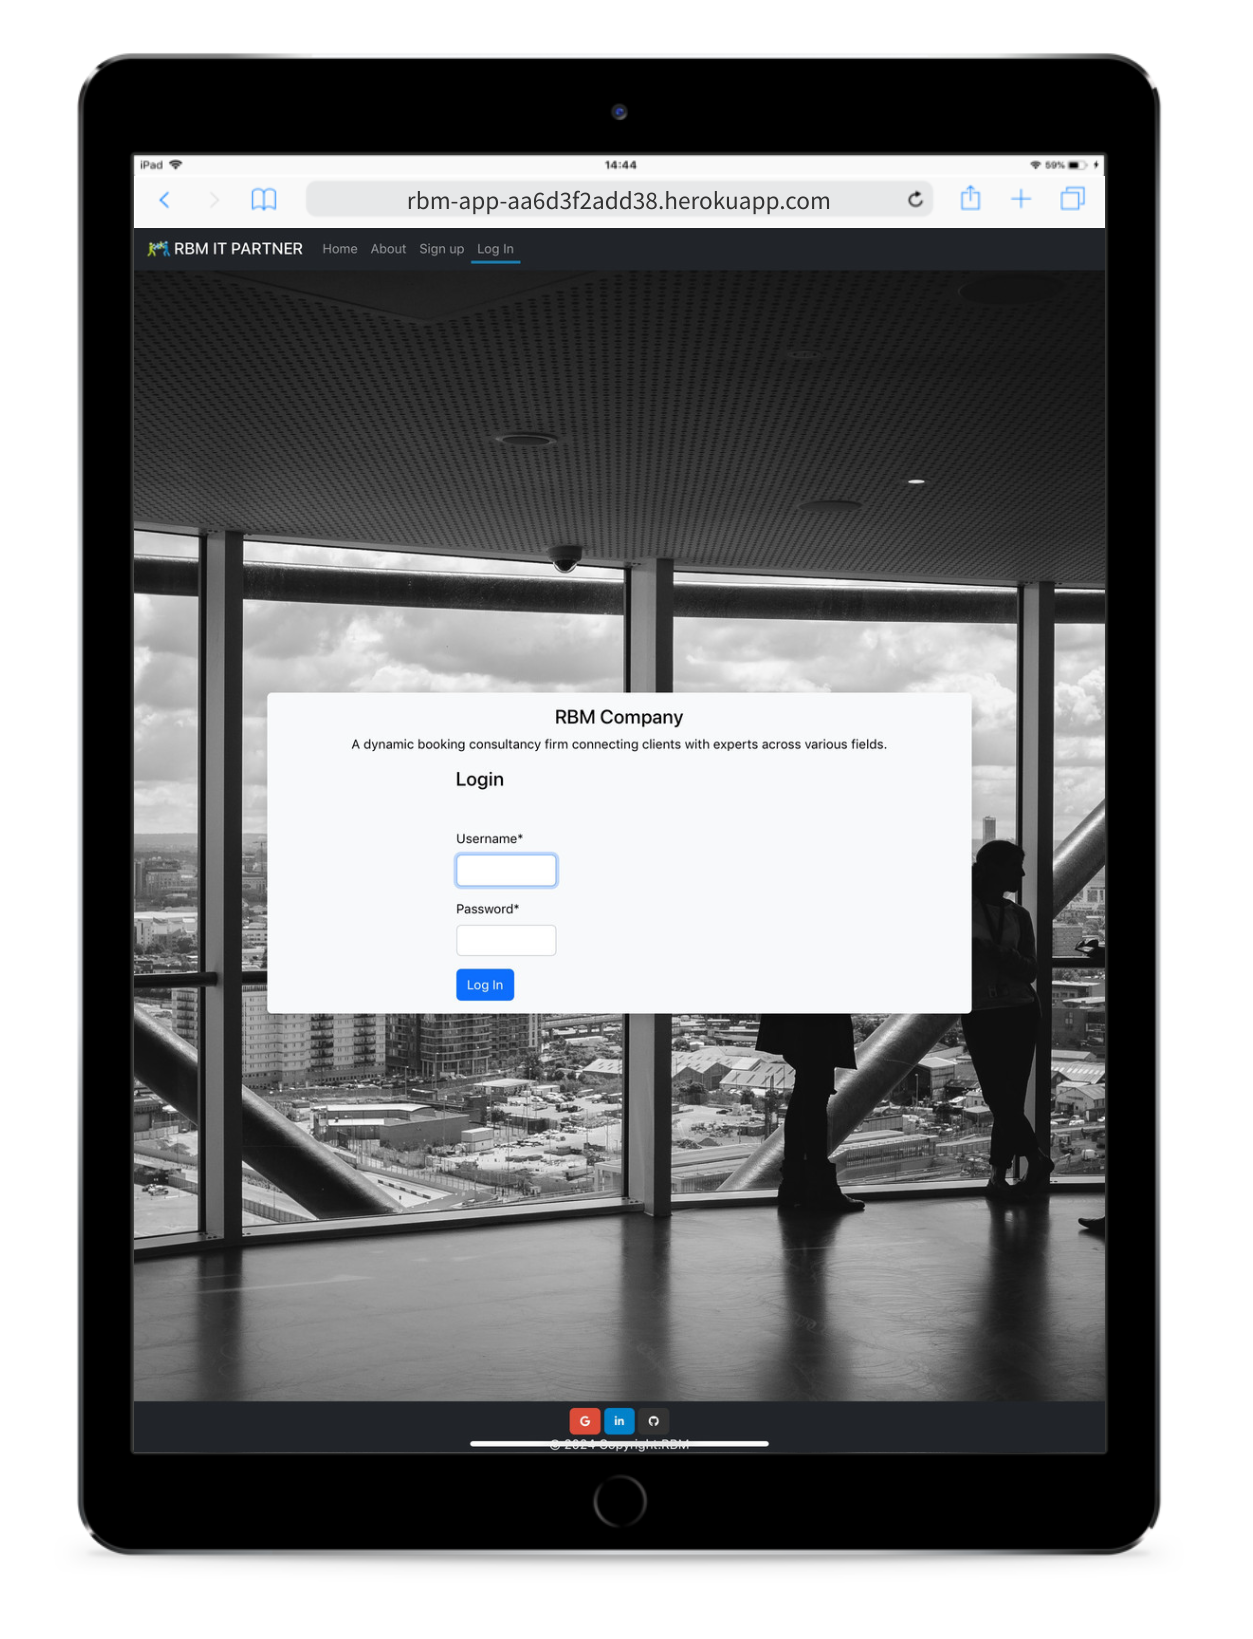 iPad 14:44 59%
rbm-app-aa6d3f2add38.herokuapp.com
RBM IT PARTNER Home About Sign up Log In
RBM Company
A dynamic booking consultancy firm connecting clients with experts across various fields.
Login
Username*
Password*
Log In
G in
© 2024 Copyright:RBM